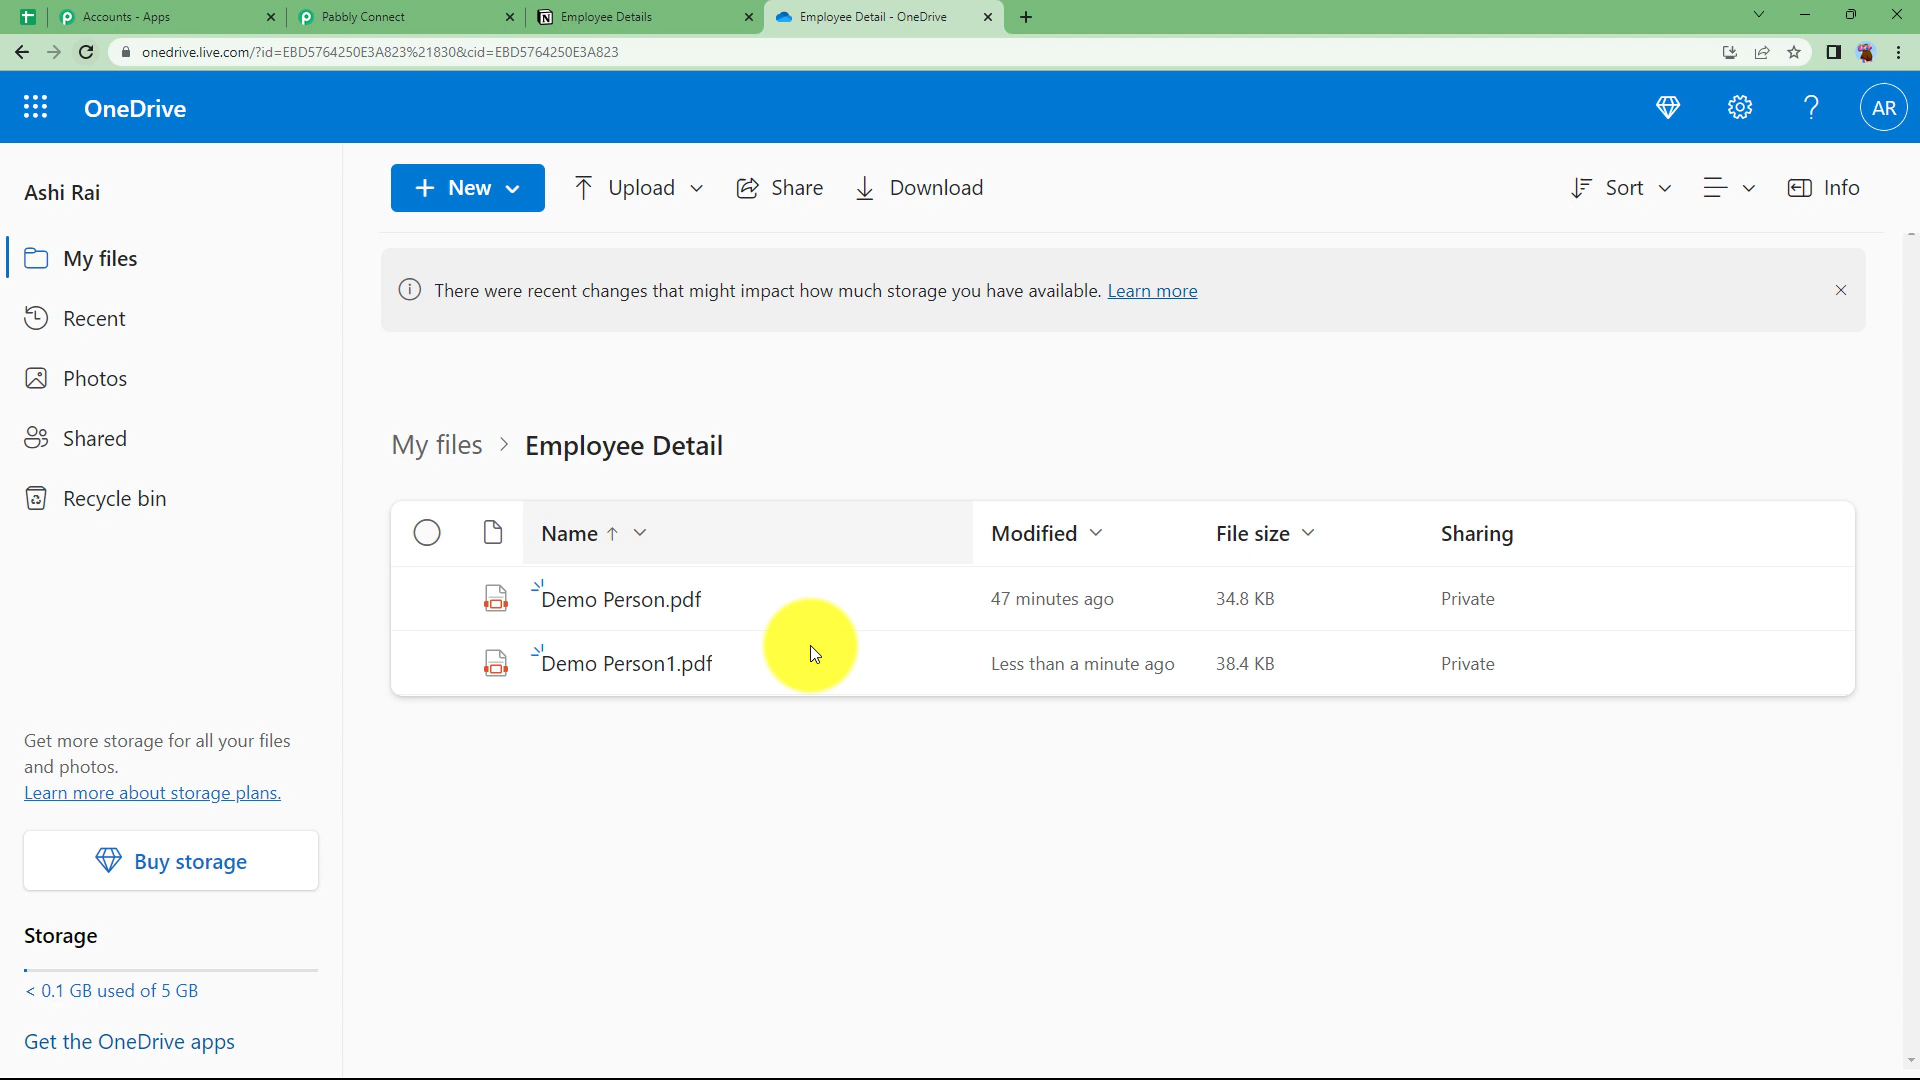 Accounts - Apps
Pabbly Connect
Employee Details
Employee Detail - OneDrive
onedrive.live.com/?id=EBD5764250E3A823%21830&cid=EBD5764250E3A823
OneDrive
AR
Ashi Rai
New
Upload
Share
Download
Sort
Info
My files
There were recent changes that might impact how much storage you have available. Learn more
Recent
Photos
Shared
My files > Employee Detail
Recycle bin
Name
Modified
File size
Sharing
Demo Person.pdf
47 minutes ago
34.8 KB
Private
Demo Person1.pdf
Less than a minute ago
38.4 KB
Private
Get more storage for all your files
and photos.
Learn more about storage plans.
Buy storage
Storage
< 0.1 GB used of 5 GB
Get the OneDrive apps